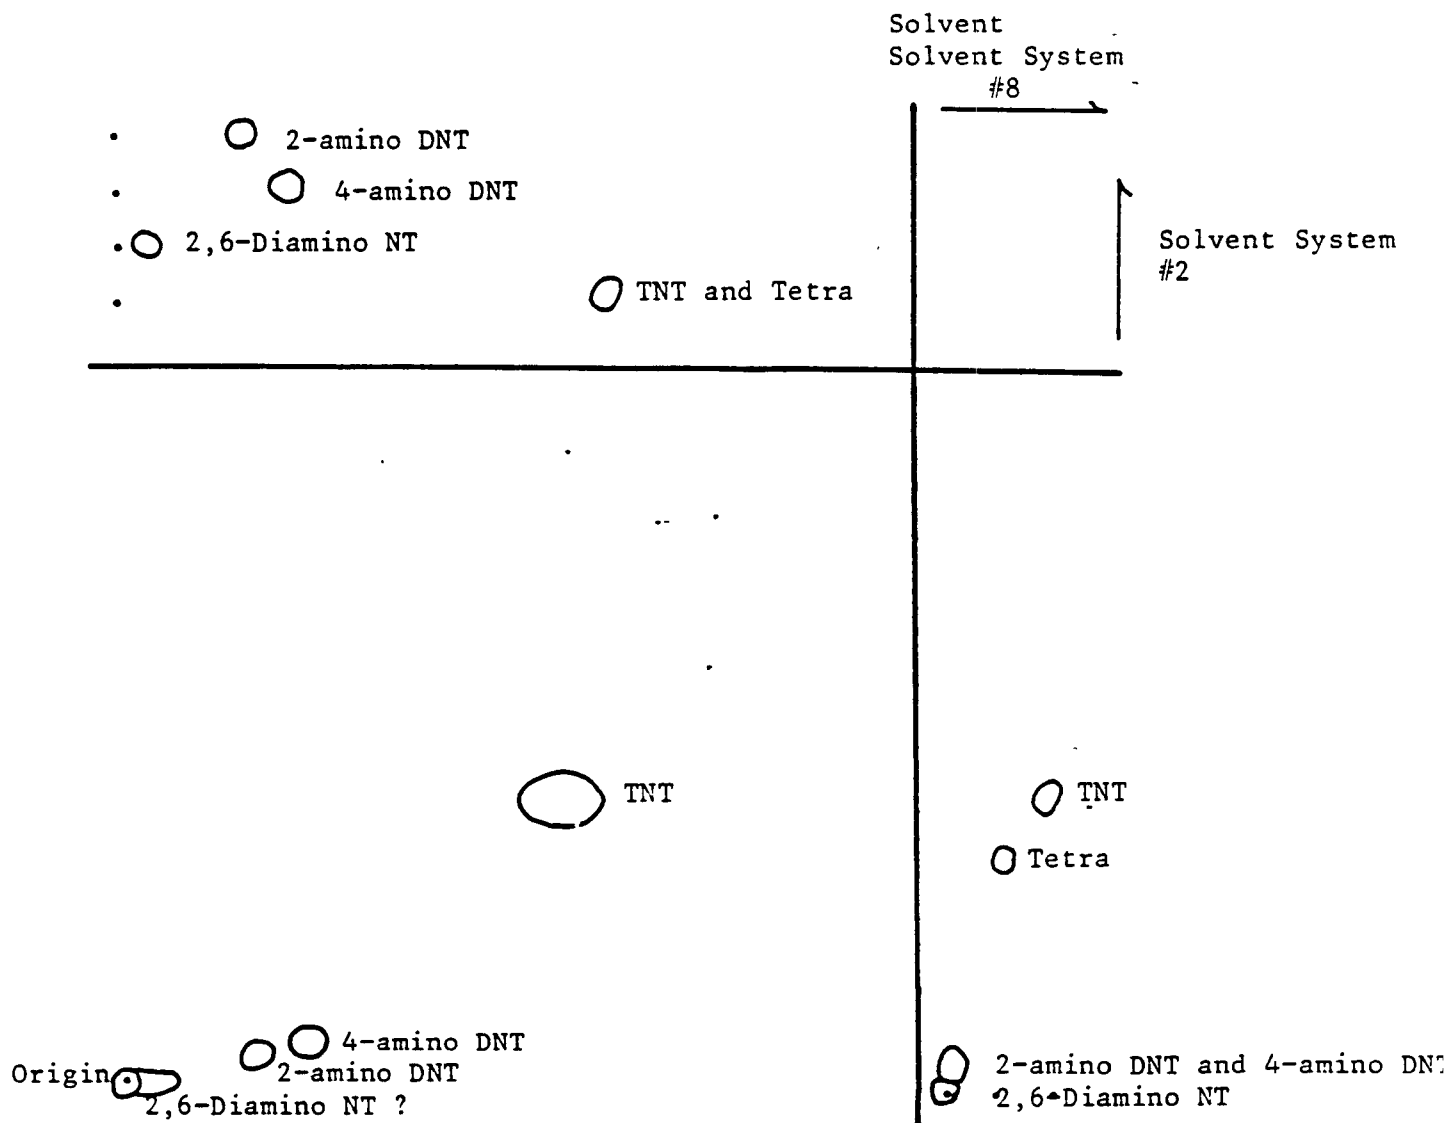 Solvent
Solvent System
#8
2-amino DNT
4-amino DNT
2,6-Diamino NT
TNT and Tetra
Solvent System
#2
TNT
TNT
Tetra
4-amino DNT
2-amino DNT
Origin
2,6-Diamino NT ?
2-amino DNT and 4-amino DNT
2,6-Diamino NT